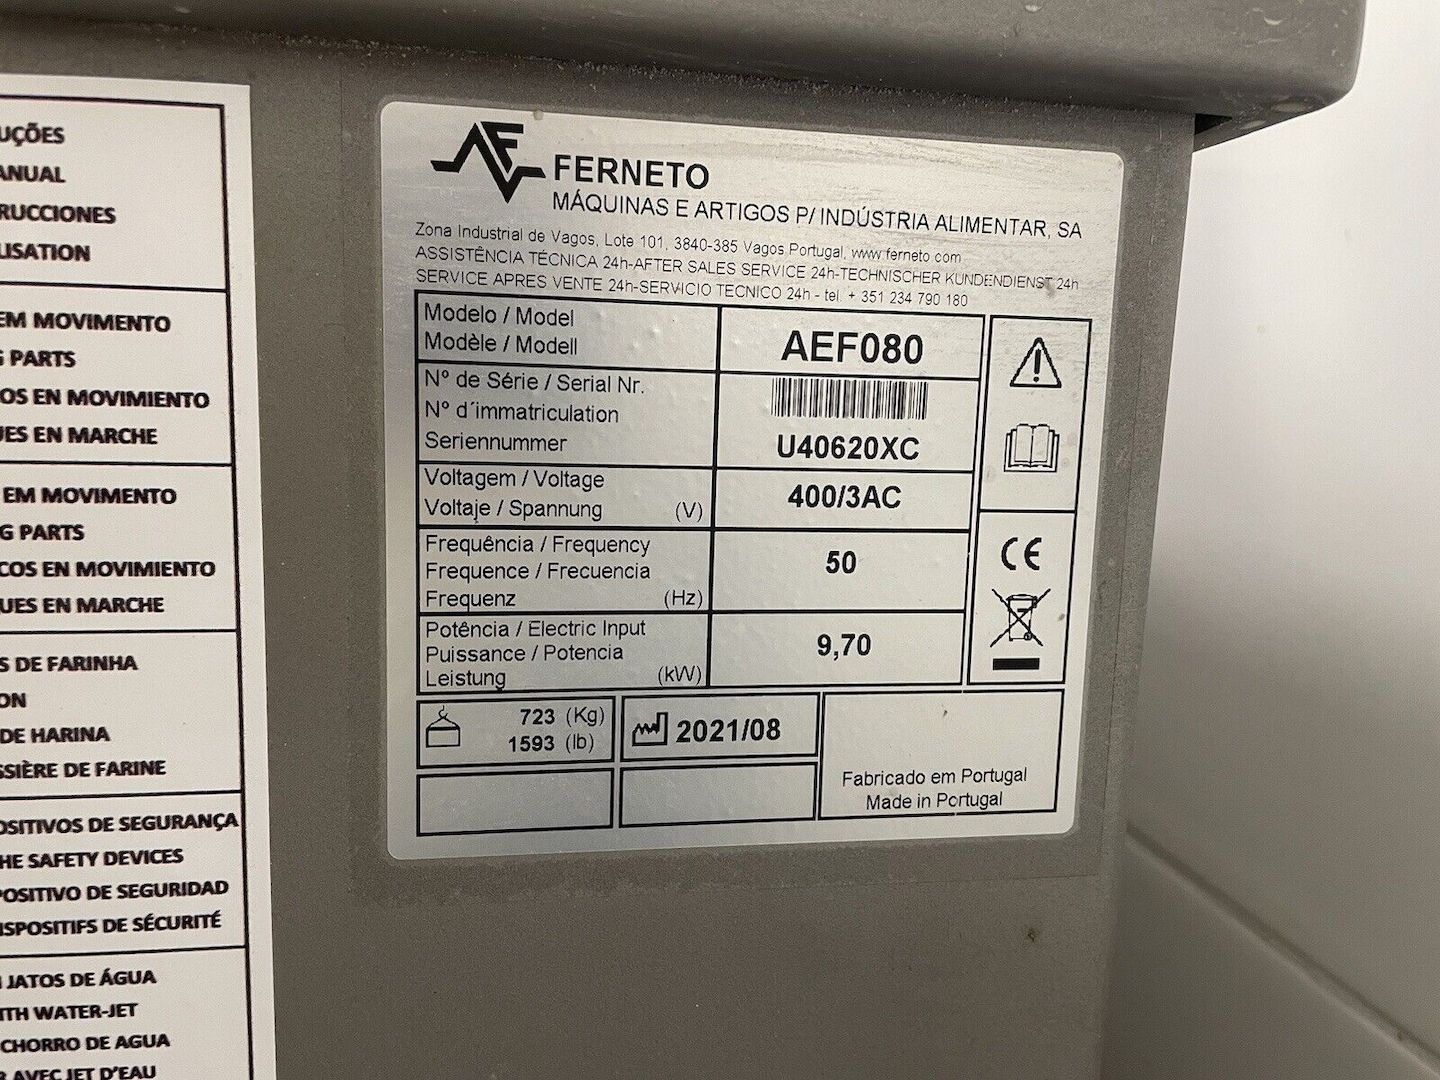 UÇÕES
ANUAL
RUCCIONES
LISATION
EM MOVIMENTO
G PARTS
OS EN MOVIMIENTO
UES EN MARCHE
EM MOVIMENTO
G PARTS
COS EN MOVIMIENTO
QUES EN MARCHE
S DE FARINHA
ON
DE HARINA
SSIÈRE DE FARINE
OSITIVOS DE SEGURANÇA
HE SAFETY DEVICES
POSITIVO DE SEGURIDAD
ISPOSITIFS DE SÉCURITÉ
JATOS DE ÁGUA
ITH WATER-JET
CHORRO DE AGUA
R AVEC JET D'EAU
FERNETO
MÁQUINAS E ARTIGOS P/ INDÚSTRIA ALIMENTAR, SA
Zona Industrial de Vagos, Lote 101, 3840-385 Vagos Portugal, www.ferneto.com
ASSISTÊNCIA TÉCNICA 24h-AFTER SALES SERVICE 24h-TECHNISCHER KUNDENDIENST 24h
SERVICE APRES VENTE 24h-SERVICIO TECNICO 24h - tel. + 351 234 790 180
Modelo / Model
Modèle / Modell
AEF080
Nº de Série / Serial Nr.
Nº d´immatriculation
Seriennummer
U40620XC
Voltagem / Voltage
Voltaje / Spannung (V)
400/3AC
Frequência / Frequency
Frequence / Frecuencia
Frequenz (Hz)
50
Potência / Electric Input
Puissance / Potencia
Leistung (kW)
9,70
CE
723 (Kg)
1593 (lb)
2021/08
Fabricado em Portugal
Made in Portugal